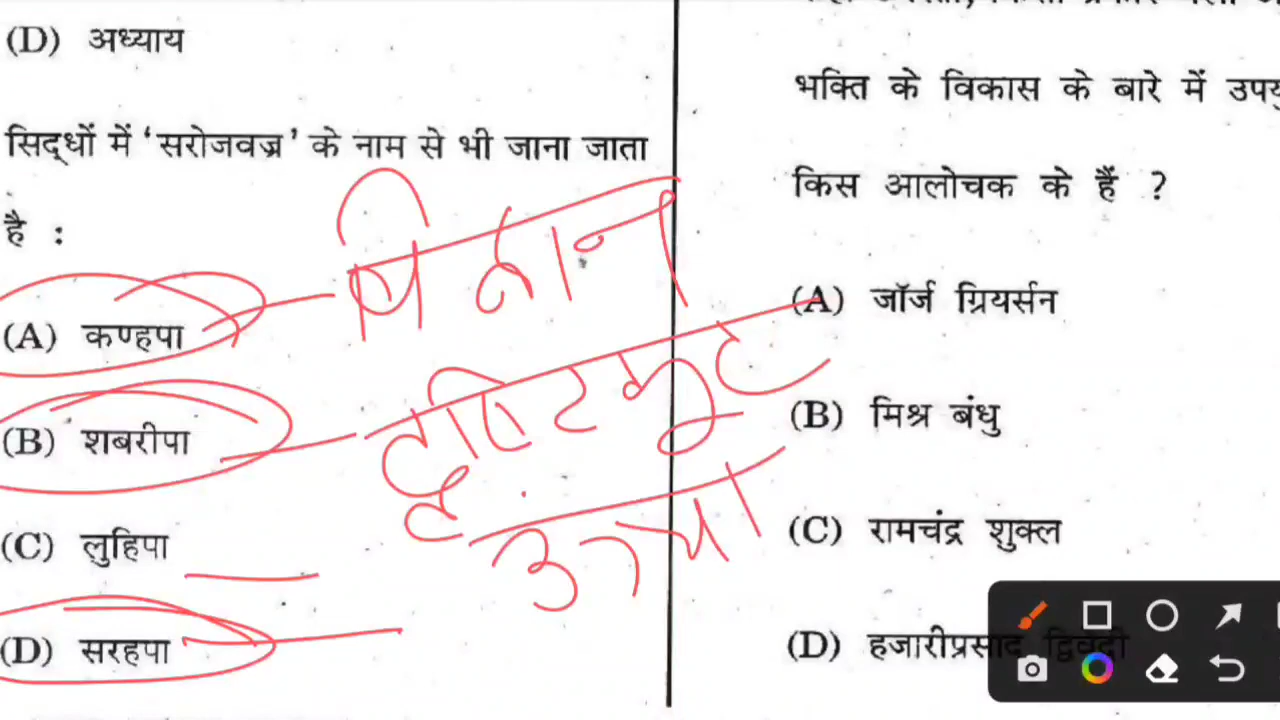 (D) अध्याय
सिद्धों में ‘सरोजवज्र’ के नाम से भी जाना जाता
है :
(A) कण्हपा
(B) शबरीपा
(C) लुहिपा
(D) सरहपा
दृष्टिकूट
भक्ति के विकास के बारे में
किस आलोचक के हैं ?
(A) जॉर्ज ग्रियर्सन
(B) मिश्र बंधु
(C) रामचंद्र शुक्ल
(D) हजारीप्रसाद द्विवेदी